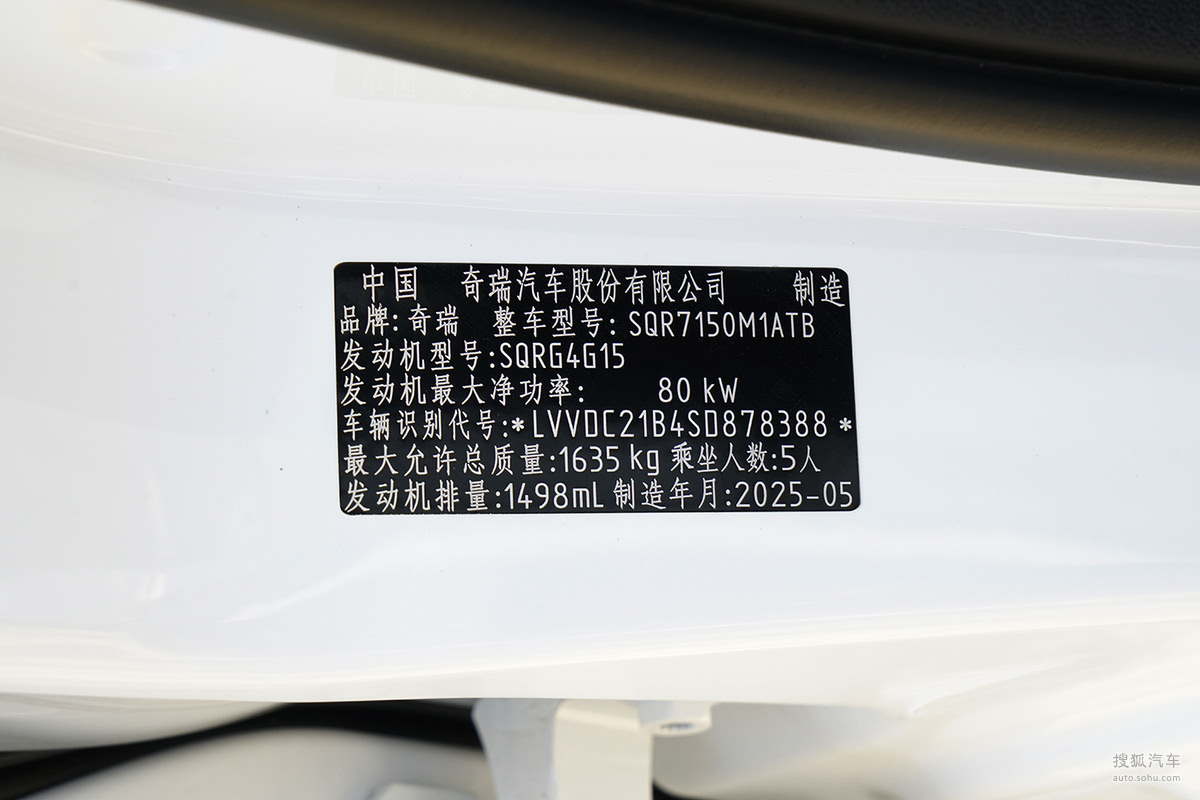 中国 奇瑞汽车股份有限公司 制造
品牌:奇瑞 整车型号:SQR7150M1ATB
发动机型号:SQRG4G15
发动机最大净功率: 80 kW
车辆识别代号:*LVVDC21B4SD878388*
最大允许总质量:1635 kg 乘坐人数:5人
发动机排量:1498mL 制造年月:2025-05
搜狐汽车
auto.sohu.com